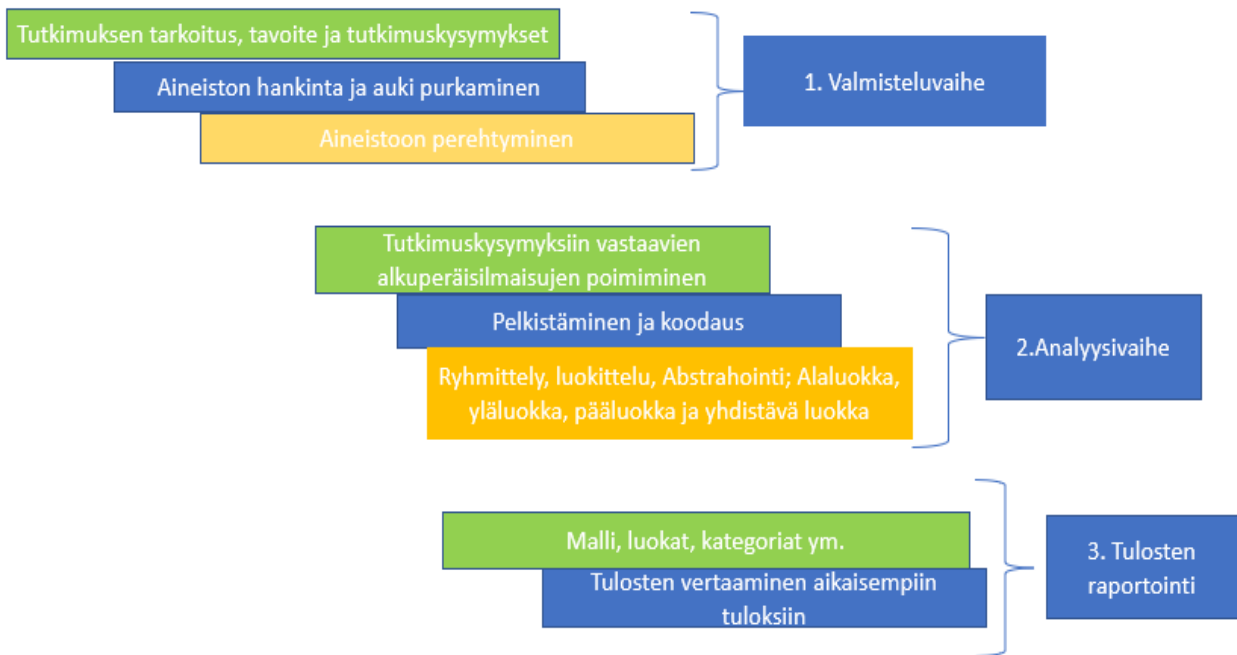 Tutkimuksen tarkoitus, tavoite ja tutkimuskysymykset
Aineiston hankinta ja auki purkaminen
Aineistoon perehtyminen
1. Valmisteluvaihe
Tutkimuskysymyksiin vastaavien
alkuperäisilmaisujen poimiminen
Pelkistäminen ja koodaus
Ryhmittely, luokittelu, Abstrahointi; Alaluokka,
yläluokka, pääluokka ja yhdistävä luokka
2.Analyysivaihe
Malli, luokat, kategoriat ym.
Tulosten vertaaminen aikaisempiin
tuloksiin
3. Tulosten
raportointi